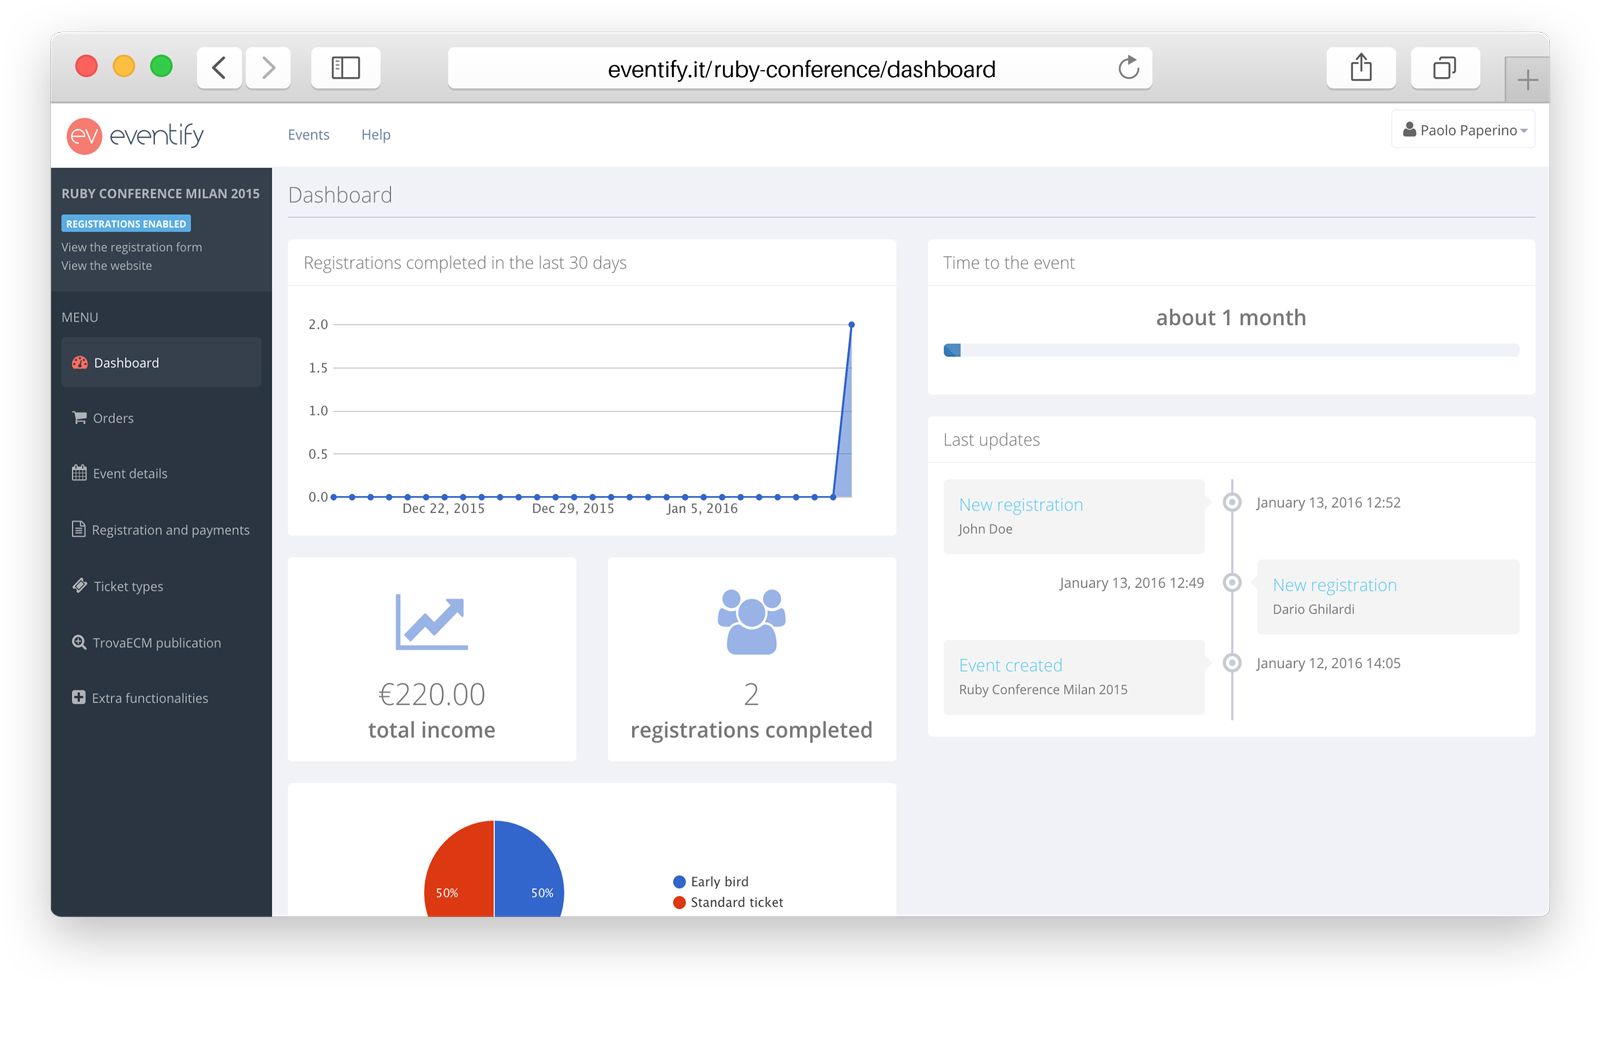 eventify.it/ruby-conference/dashboard
ev eventify
Events
Help
Paolo Paperino
RUBY CONFERENCE MILAN 2015
REGISTRATIONS ENABLED
View the registration form
View the website
MENU
Dashboard
Orders
Event details
Registration and payments
Ticket types
TrovaECM publication
Extra functionalities
Dashboard
Registrations completed in the last 30 days
2.0
1.5
1.0
0.5
0.0
Dec 22, 2015
Dec 29, 2015
Jan 5, 2016
€220.00
total income
2
registrations completed
50%
50%
Early bird
Standard ticket
Time to the event
about 1 month
Last updates
New registration
John Doe
January 13, 2016 12:52
January 13, 2016 12:49
New registration
Dario Ghilardi
Event created
Ruby Conference Milan 2015
January 12, 2016 14:05